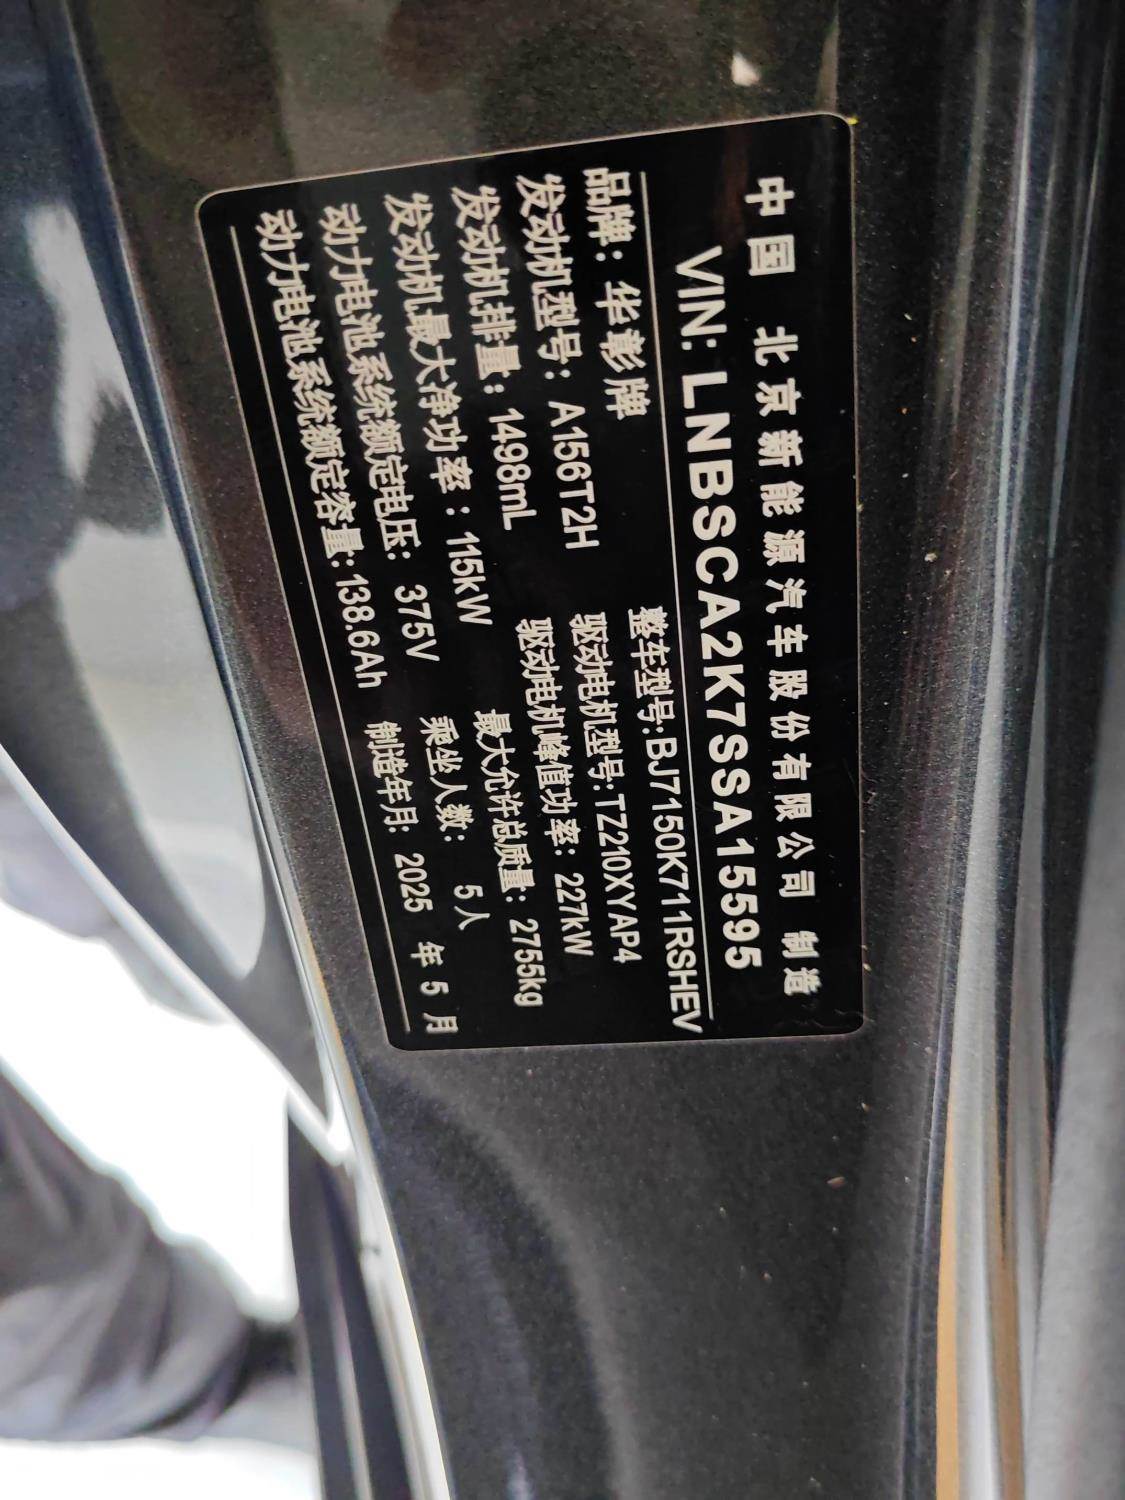 中国 北京新能源汽车股份有限公司 制造
VIN: LNBSCA2K7SSA15595
品牌：华彰牌 整车型号:BJ7150K711RSHEV
发动机型号: A156T2H 驱动电机型号:TZ210XYAP4
发动机排量: 1498mL 驱动电机峰值功率: 227kW
发动机最大净功率：115kW 最大允许总质量: 2755kg
动力电池系统额定电压: 375V 乘坐人数: 5人
动力电池系统额定容量:138.6Ah 制造年月: 2025 年 5 月